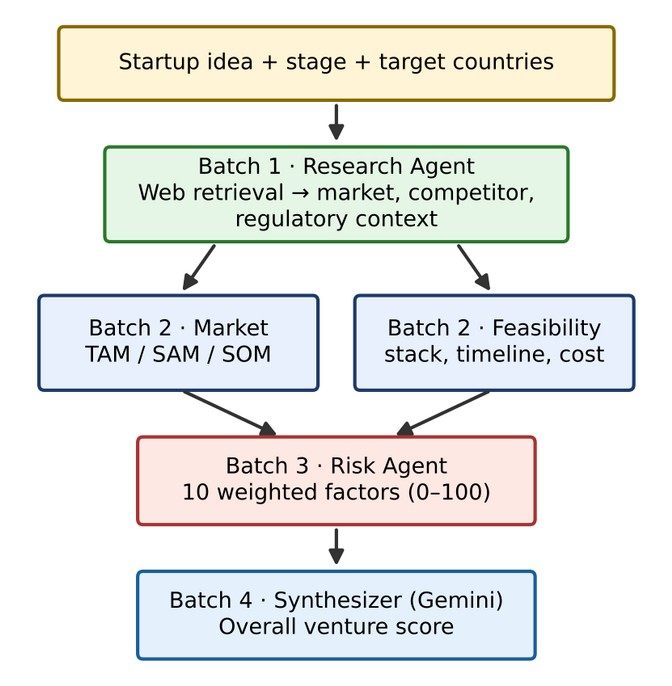 Startup idea + stage + target countries
Batch 1 · Research Agent
Web retrieval → market, competitor,
regulatory context
Batch 2 · Market
TAM / SAM / SOM
Batch 2 · Feasibility
stack, timeline, cost
Batch 3 · Risk Agent
10 weighted factors (0–100)
Batch 4 · Synthesizer (Gemini)
Overall venture score